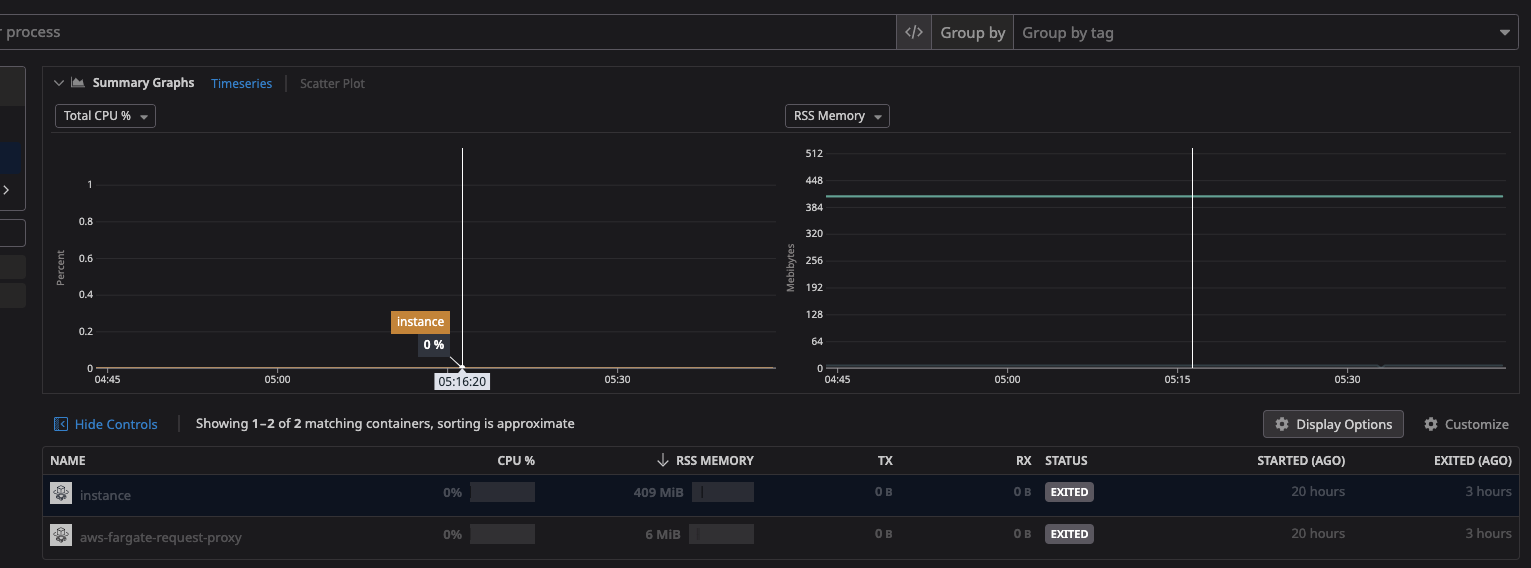 process
</> Group by Group by tag
Summary Graphs Timeseries Scatter Plot
Total CPU %
Percent
1
0.8
0.6
0.4
0.2
0
instance
0 %
04:45 05:00 05:16:20 05:30
RSS Memory
Mebibytes
512
448
384
320
256
192
128
64
0
04:45 05:00 05:15 05:30
Hide Controls Showing 1–2 of 2 matching containers, sorting is approximate Display Options Customize
NAME CPU % RSS MEMORY TX RX STATUS STARTED (AGO) EXITED (AGO)
instance 0% 409 MiB 0 B 0 B EXITED 20 hours 3 hours
aws-fargate-request-proxy 0% 6 MiB 0 B 0 B EXITED 20 hours 3 hours